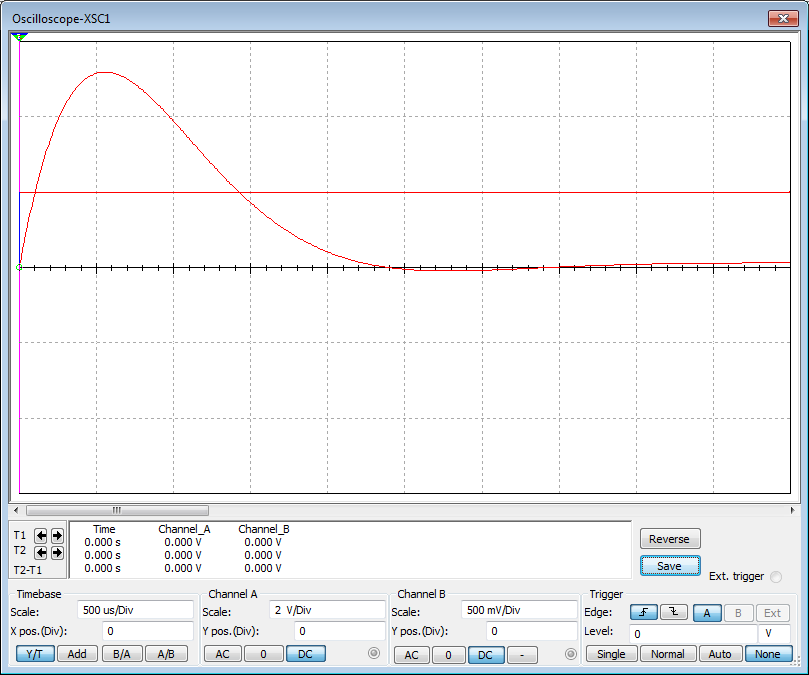 Oscilloscope-XSC1
Time Channel_A Channel_B
T1 0.000 s 0.000 V 0.000 V
T2 0.000 s 0.000 V 0.000 V
T2-T1 0.000 s 0.000 V 0.000 V
Reverse
Save
Ext. trigger
Timebase
Scale: 500 us/Div
X pos.(Div): 0
Y/T Add B/A A/B
Channel A
Scale: 2 V/Div
Y pos.(Div): 0
AC 0 DC
Channel B
Scale: 500 mV/Div
Y pos.(Div): 0
AC 0 DC -
Trigger
Edge: A B Ext
Level: 0 V
Single Normal Auto None